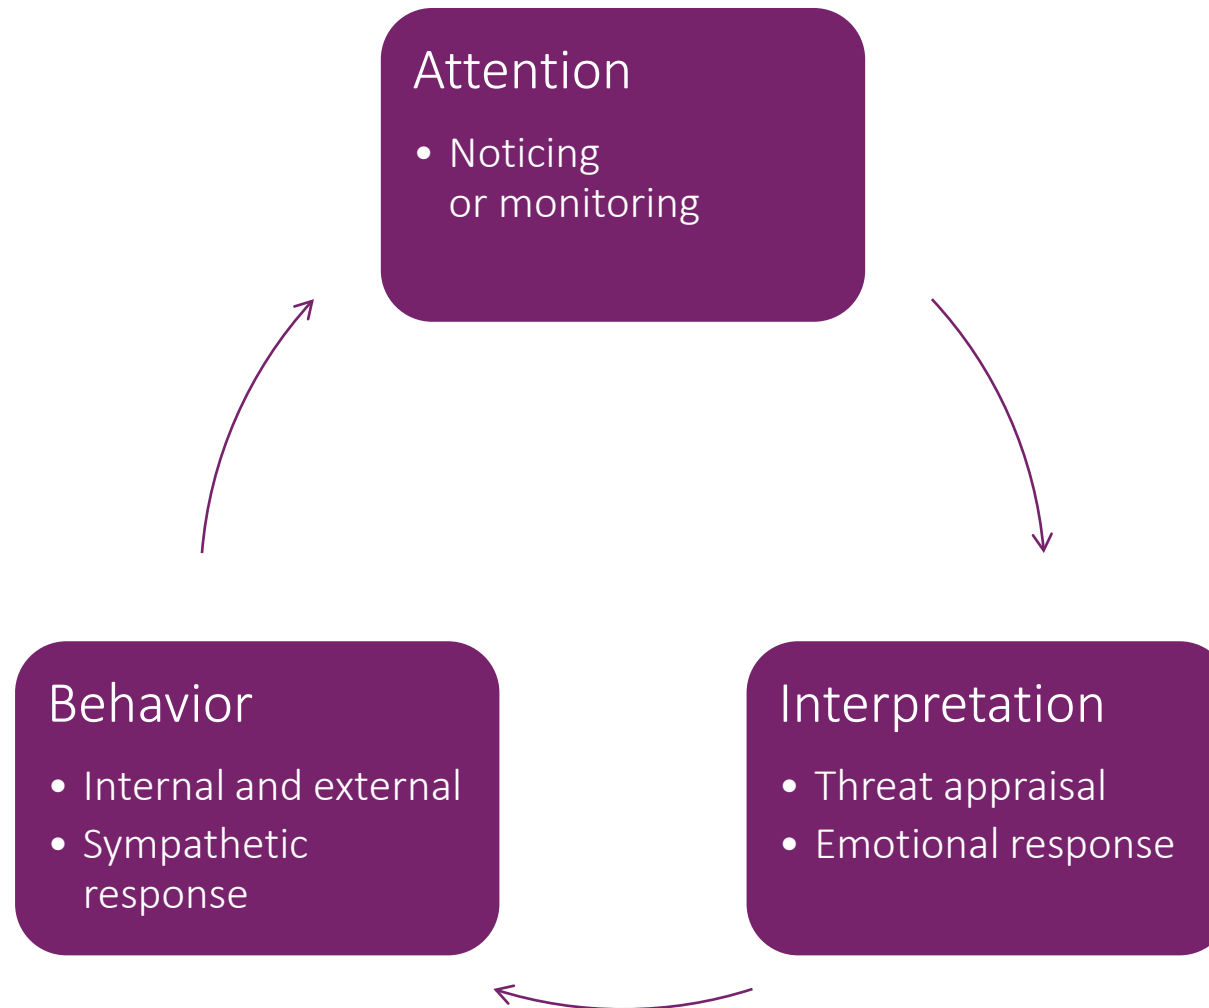 Attention
• Noticing
or monitoring
Behavior
• Internal and external
• Sympathetic
response
Interpretation
• Threat appraisal
• Emotional response